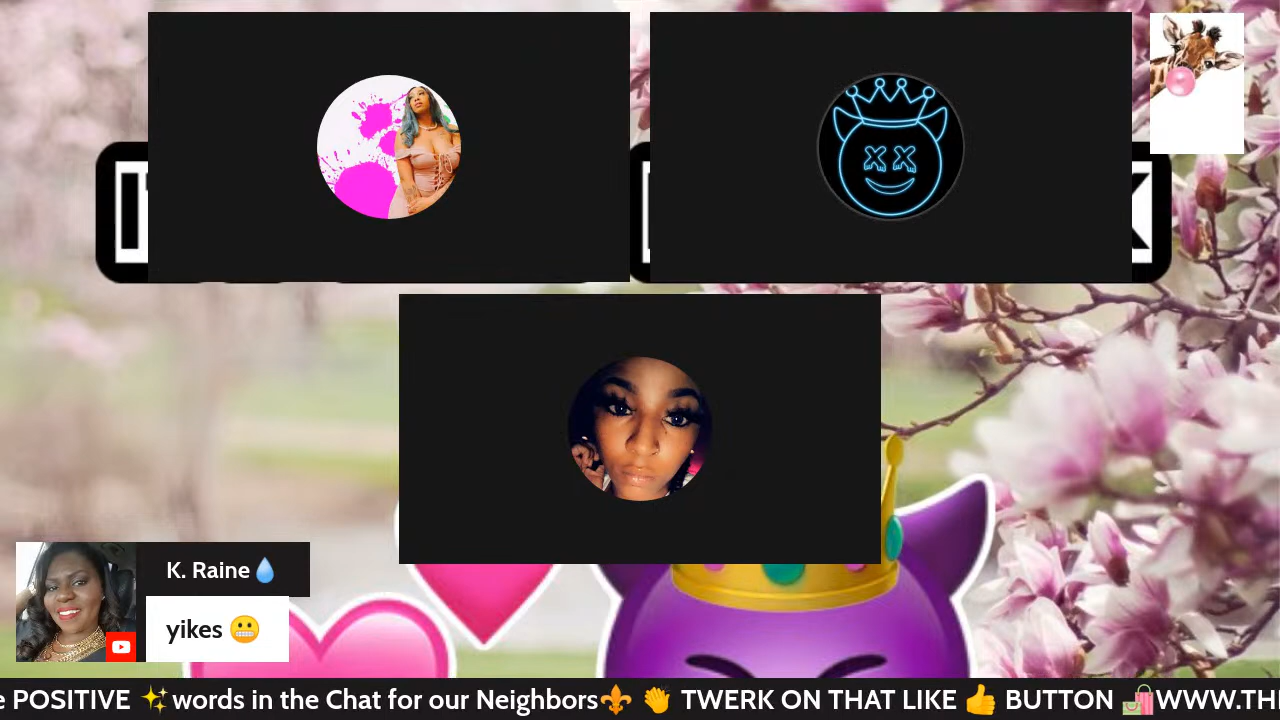 K. Raine💧
yikes 😬
POSITIVE ✨words in the Chat for our Neighbors⚜️ 👏 TWERK ON THAT LIKE 👍 BUTTON 🛍️WWW.TH